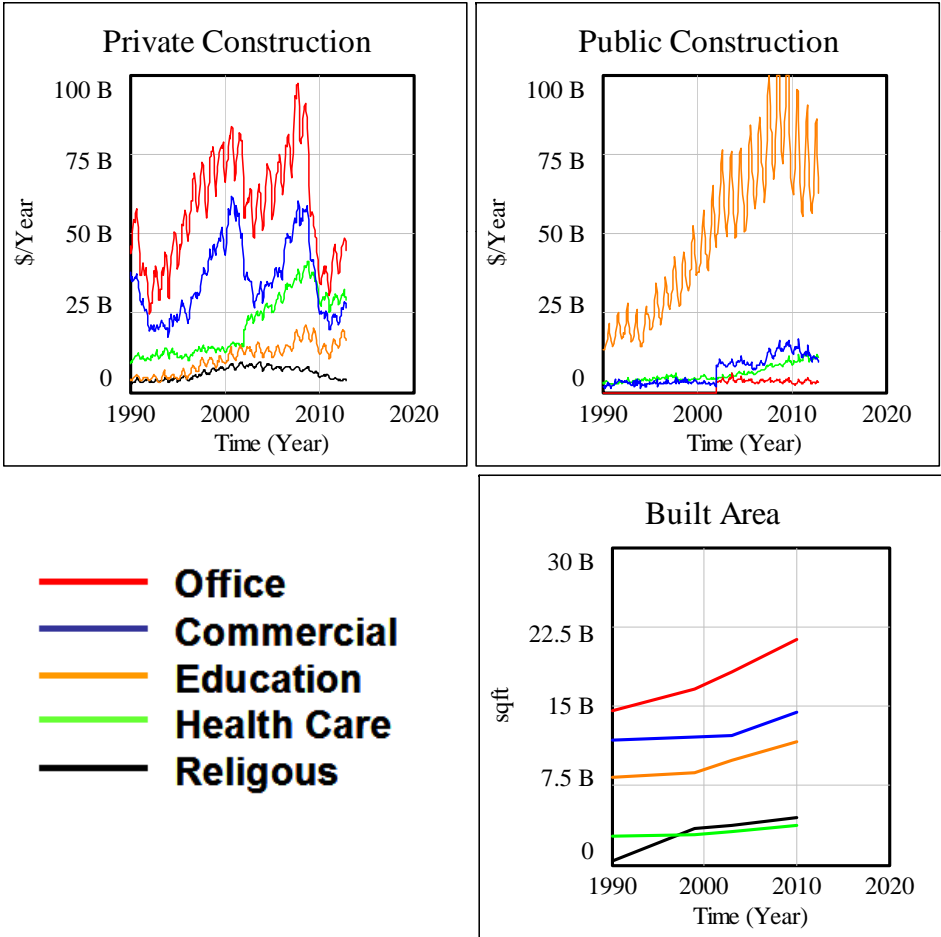 Private Construction
100 B
75 B
50 B
25 B
0
$/Year
1990 2000 2010 2020
Time (Year)
Public Construction
100 B
75 B
50 B
25 B
0
$/Year
1990 2000 2010 2020
Time (Year)
Office
Commercial
Education
Health Care
Religous
Built Area
30 B
22.5 B
15 B
7.5 B
0
sqft
1990 2000 2010 2020
Time (Year)